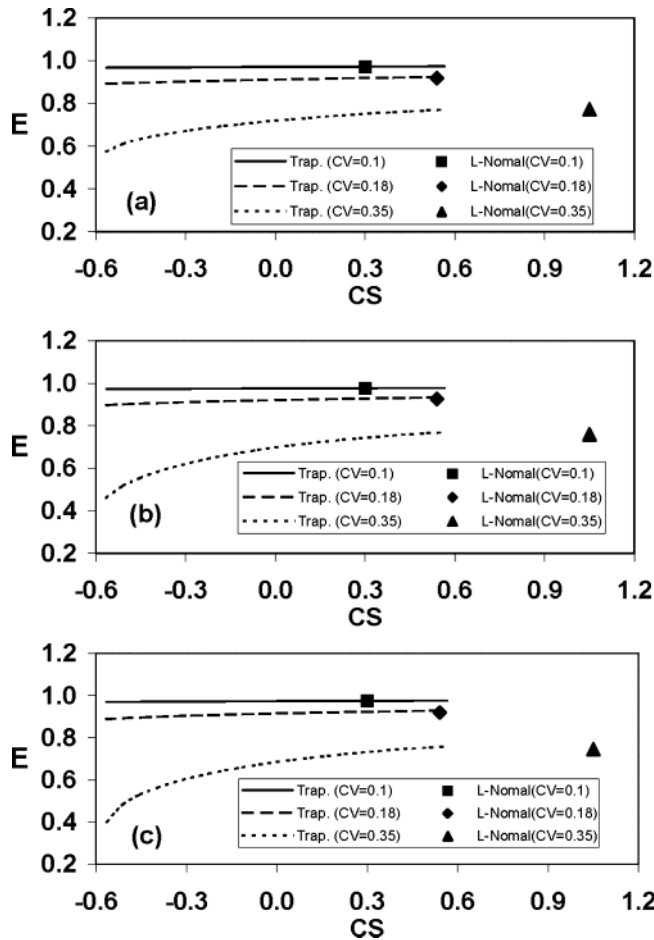 1.2
1.0
0.8
0.6
0.4
0.2
E
Trap. (CV=0.1) L-Nomal(CV=0.1)
Trap. (CV=0.18) L-Nomal(CV=0.18)
Trap. (CV=0.35) L-Nomal(CV=0.35)
(a)
-0.6 -0.3 0.0 0.3 0.6 0.9 1.2
CS
1.2
1.0
0.8
0.6
0.4
0.2
E
Trap. (CV=0.1) L-Nomal(CV=0.1)
Trap. (CV=0.18) L-Nomal(CV=0.18)
Trap. (CV=0.35) L-Nomal(CV=0.35)
(b)
-0.6 -0.3 0.0 0.3 0.6 0.9 1.2
CS
1.2
1.0
0.8
0.6
0.4
0.2
E
Trap. (CV=0.1) L-Nomal(CV=0.1)
Trap. (CV=0.18) L-Nomal(CV=0.18)
Trap. (CV=0.35) L-Nomal(CV=0.35)
(c)
-0.6 -0.3 0.0 0.3 0.6 0.9 1.2
CS